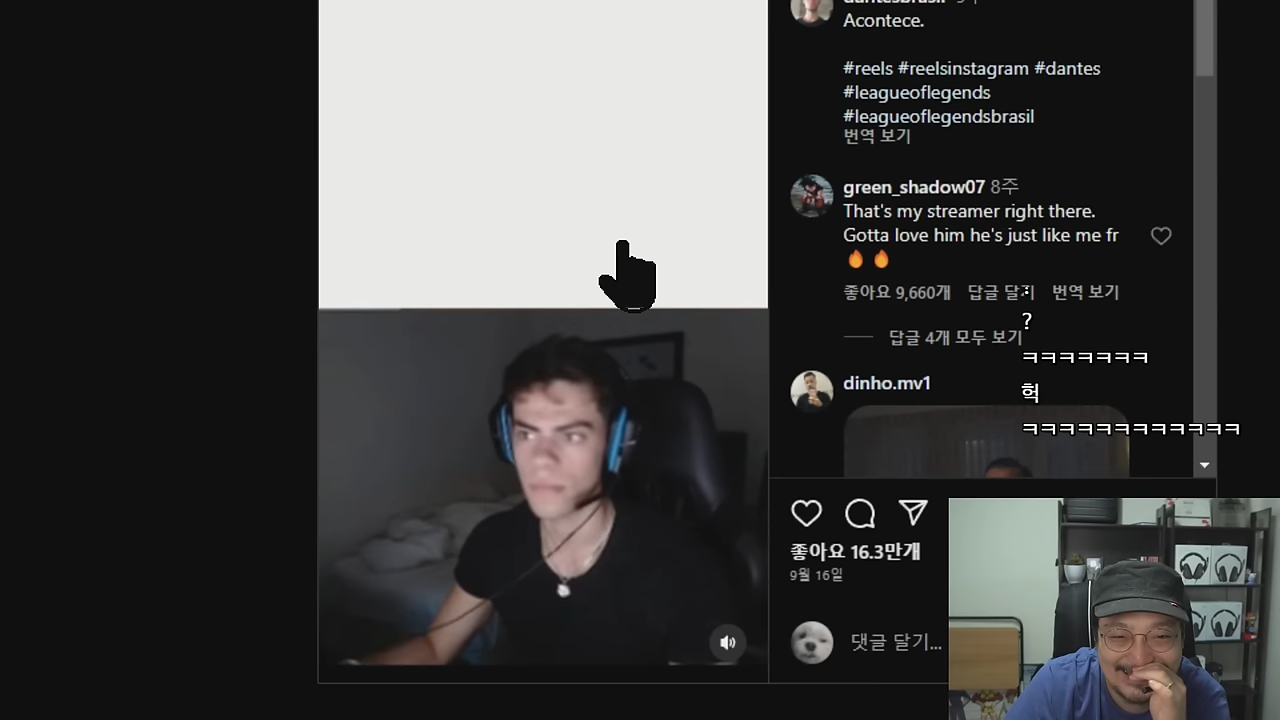 Acontece.
#reels #reelsinstagram #dantes
#leagueoflegends
#leagueoflegendsbrasil
번역 보기
green_shadow07 8주
That's my streamer right there.
Gotta love him he's just like me fr
🔥 🔥
좋아요 9,660개 답글 달기 번역 보기
답글 4개 모두 보기
dinho.mv1
좋아요 16.3만개
9월 16일
댓글 달기...
:
?
ㅋㅋㅋㅋㅋㅋㅋ
헉
ㅋㅋㅋㅋㅋㅋㅋㅋㅋㅋㅋㅋ